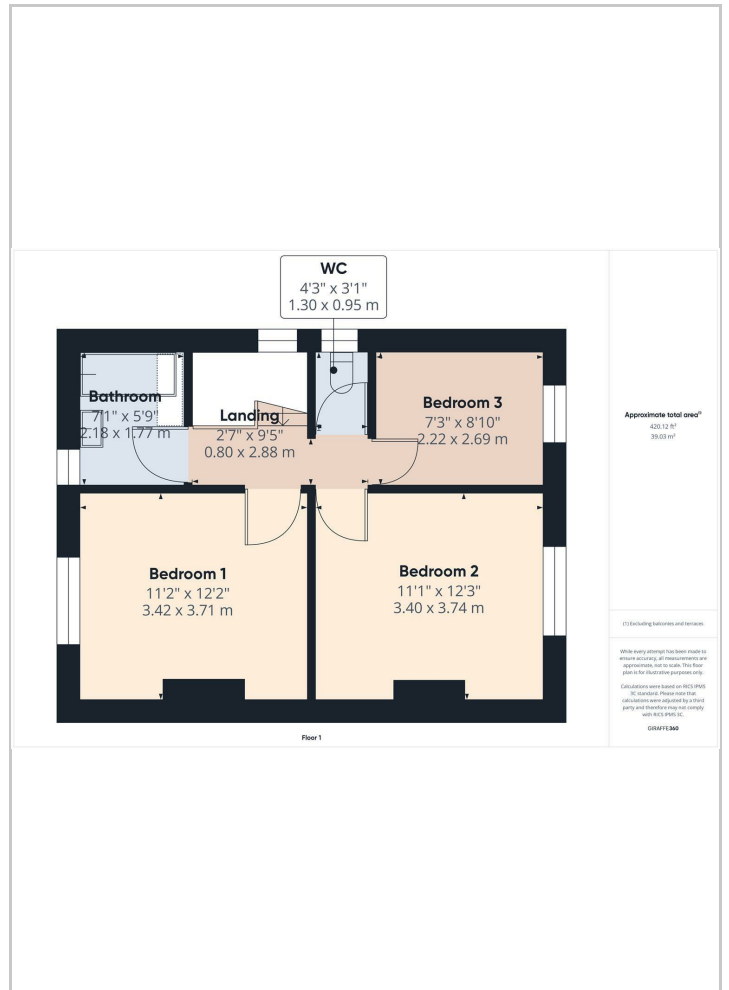 WC
4'3" x 3'1"
1.30 x 0.95 m
Bathroom
7'1" x 5'9"
2.18 x 1.77 m
Landing
2'7" x 9'5"
0.80 x 2.88 m
Bedroom 3
7'3" x 8'10"
2.22 x 2.69 m
Bedroom 1
11'2" x 12'2"
3.42 x 3.71 m
Bedroom 2
11'1" x 12'3"
3.40 x 3.74 m
Floor 1
Approximate total area⁽¹⁾
420.12 ft²
39.03 m²
(1) Excluding balconies and terraces
While every attempt has been made to
ensure accuracy, all measurements are
approximate, not to scale. This floor
plan is for illustrative purposes only.
Calculations were based on RICS IPMS
3C standard. Please note that
calculations were adjusted by a third
party and therefore may not comply
with RICS IPMS 3C.
GIRAFFE360